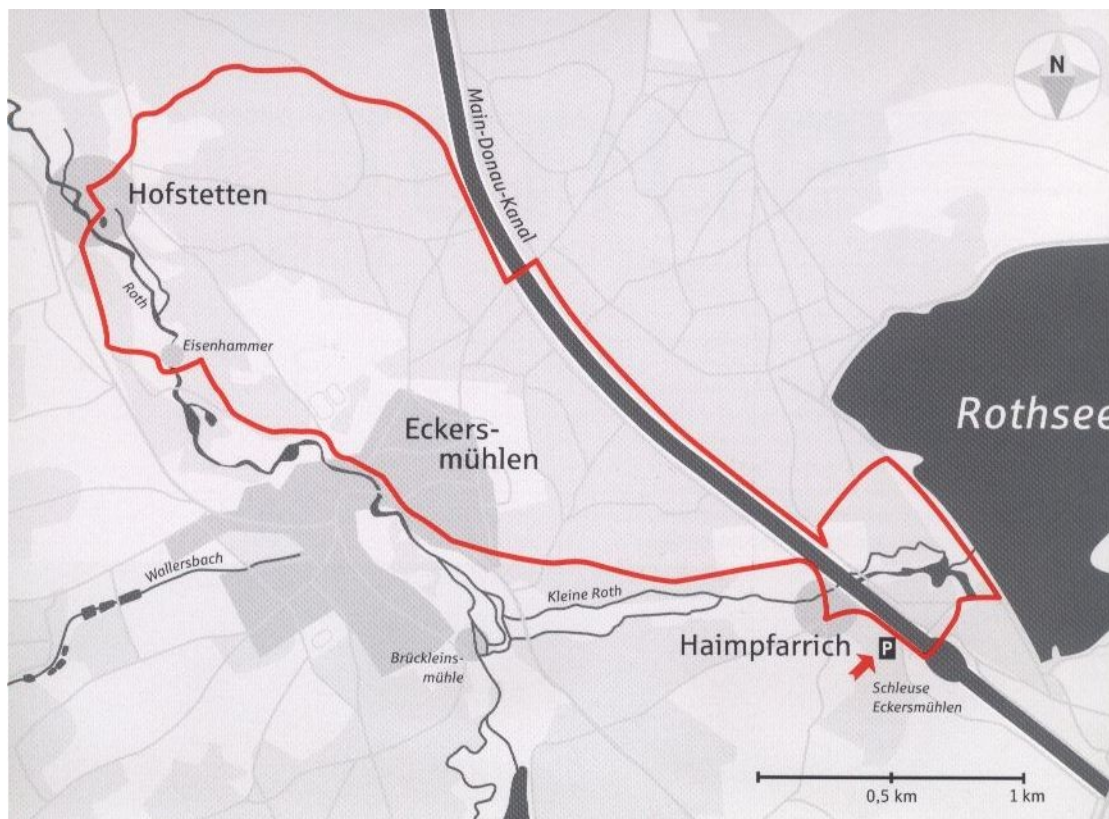 N
Main-Donau-Kanal
Hofstetten
Roth
Eisenhammer
Eckers-
mühlen
Rothsee
Wallersbach
Kleine Roth
Haimpfarrich
P
Brückleins-
mühle
Schleuse
Eckersmühlen
0,5 km
1 km